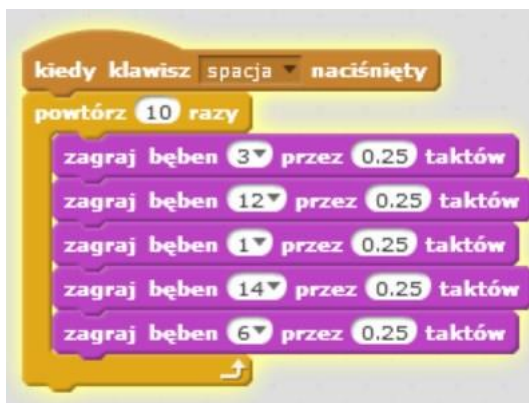 kiedy klawisz spacja naciśnięty
powtórz 10 razy
zagraj bęben 3 przez 0.25 taktów
zagraj bęben 12 przez 0.25 taktów
zagraj bęben 1 przez 0.25 taktów
zagraj bęben 14 przez 0.25 taktów
zagraj bęben 6 przez 0.25 taktów